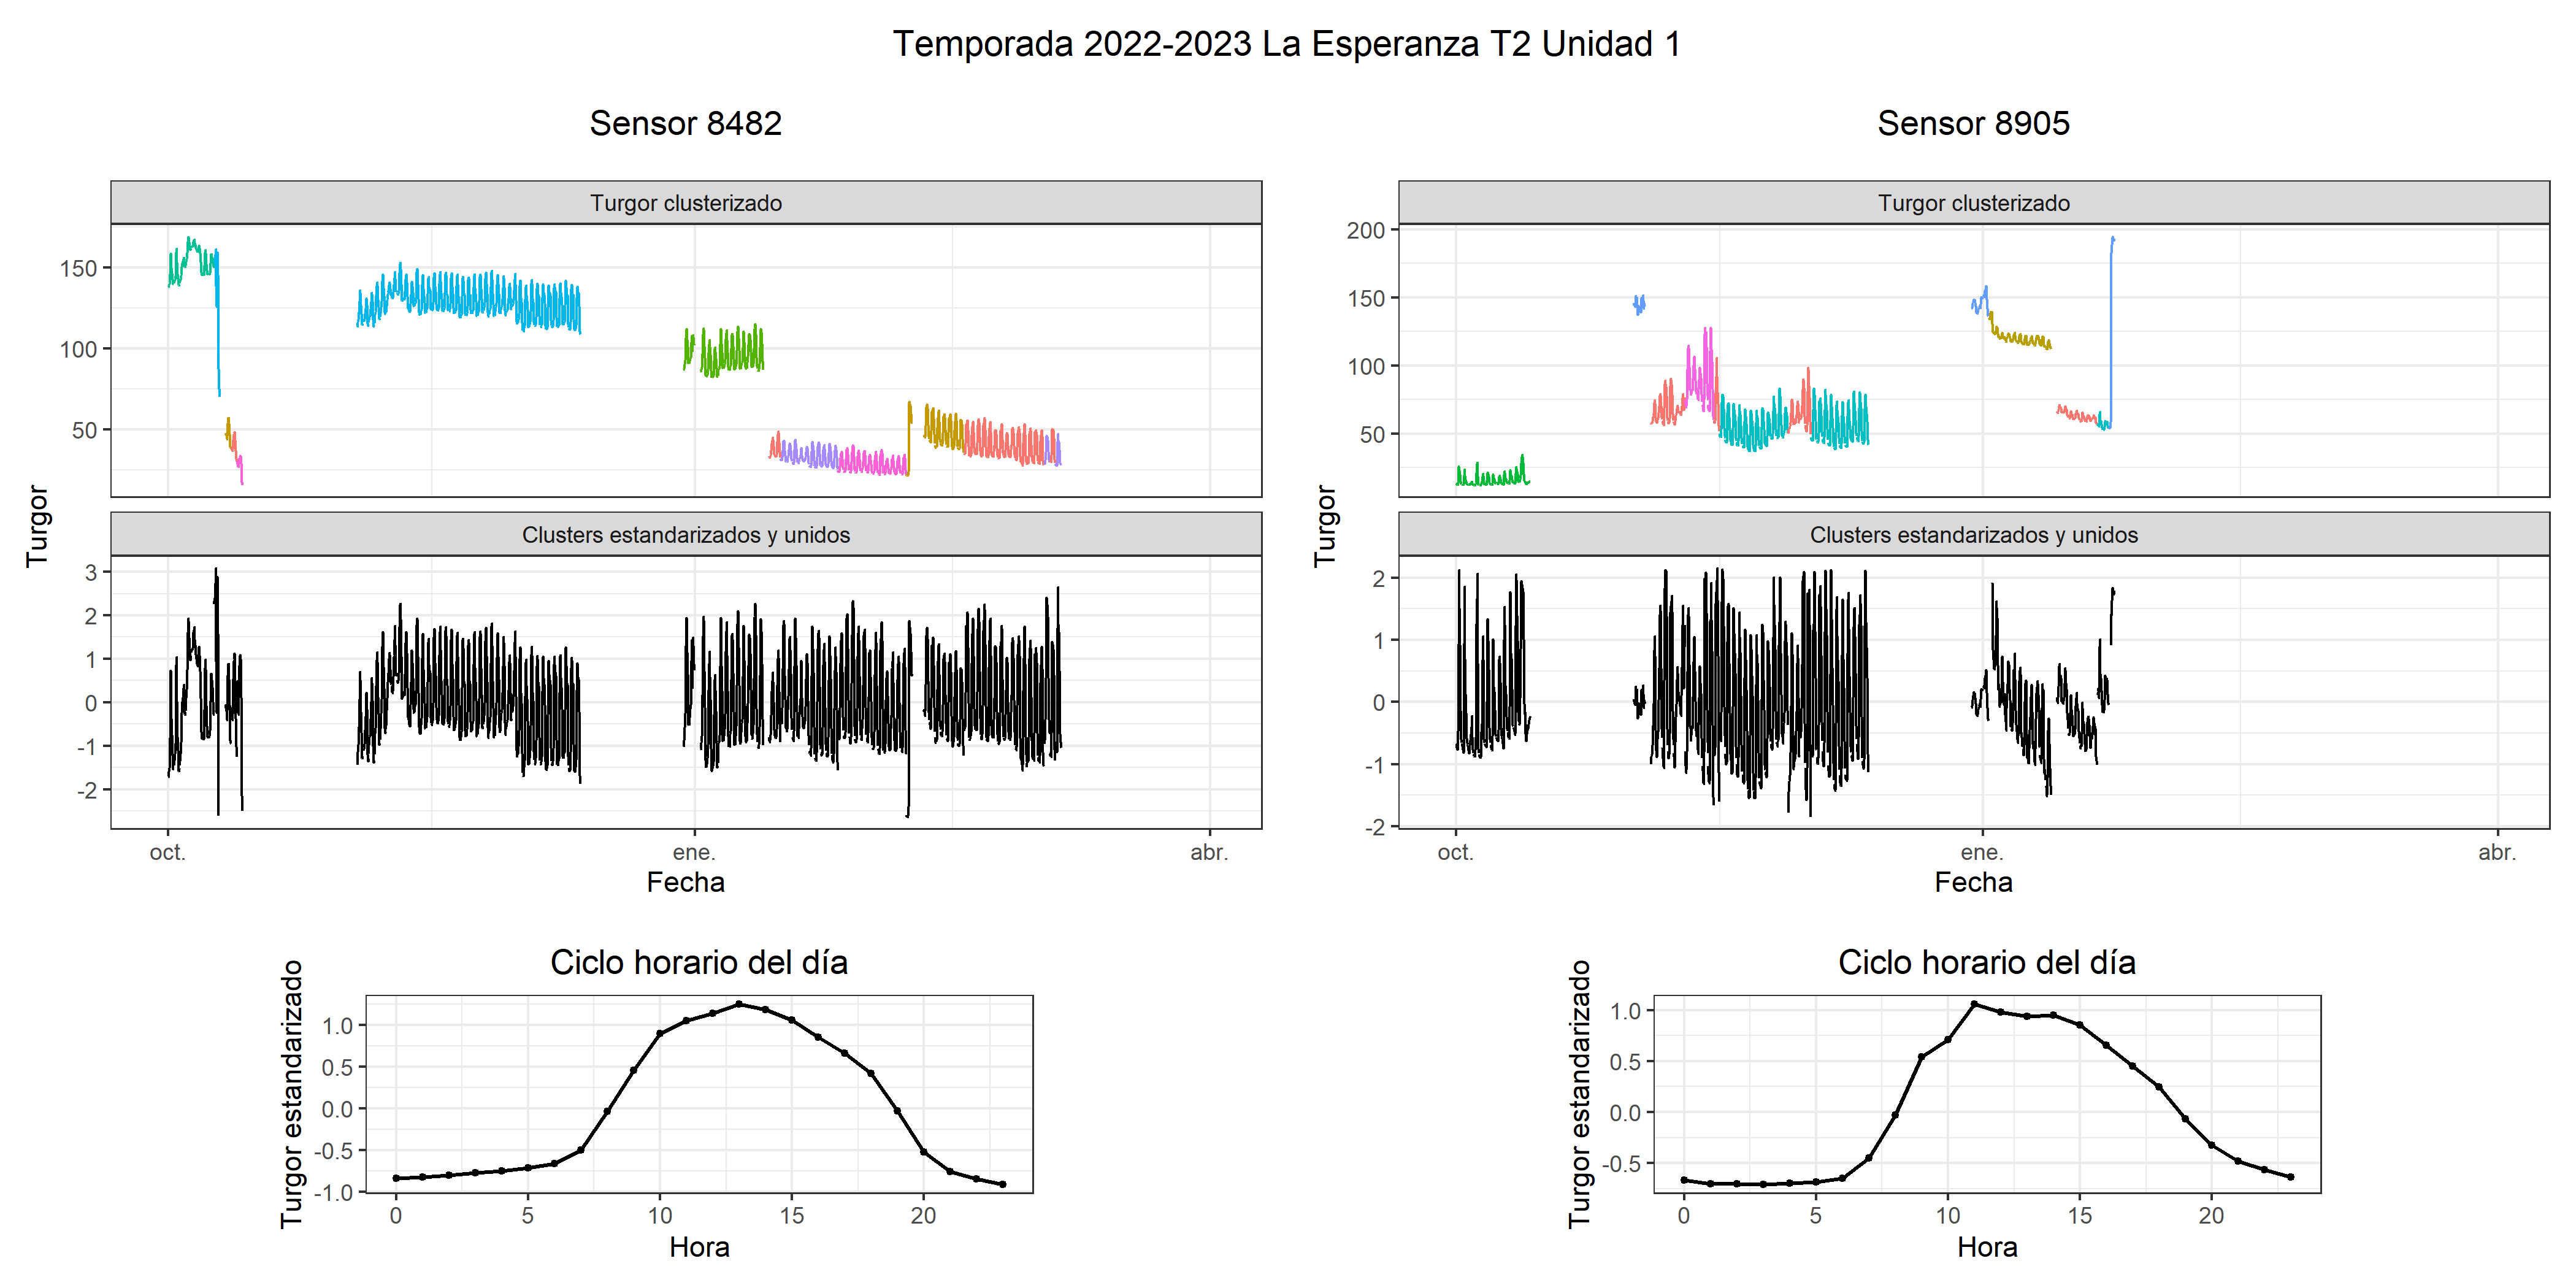 Temporada 2022-2023 La Esperanza T2 Unidad 1
Sensor 8482
Turgor clusterizado
150
100
50
Turgor
Clusters estandarizados y unidos
3
2
1
0
-1
-2
oct.
ene.
abr.
Fecha
Ciclo horario del día
Turgor estandarizado
1.0
0.5
0.0
-0.5
-1.0
0
5
10
15
20
Hora
Sensor 8905
Turgor clusterizado
200
150
100
50
Turgor
Clusters estandarizados y unidos
2
1
0
-1
-2
oct.
ene.
abr.
Fecha
Ciclo horario del día
Turgor estandarizado
1.0
0.5
0.0
-0.5
0
5
10
15
20
Hora